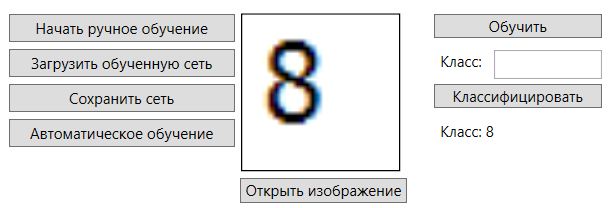 Начать ручное обучение
Загрузить обученную сеть
Сохранить сеть
Автоматическое обучение
8
Открыть изображение
Обучить
Класс:
Классифицировать
Класс: 8